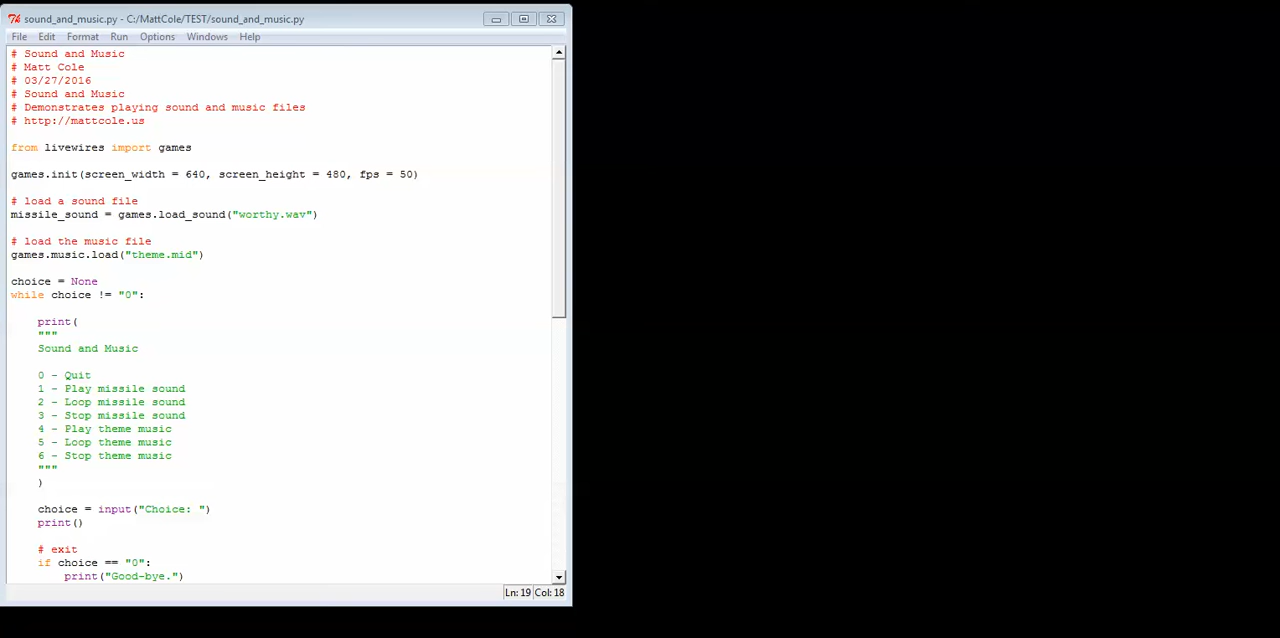 sound_and_music.py - C:/MattCole/TEST/sound_and_music.py
File Edit Format Run Options Windows Help
# Sound and Music
# Matt Cole
# 03/27/2016
# Sound and Music
# Demonstrates playing sound and music files
# http://mattcole.us
from livewires import games
games.init(screen_width = 640, screen_height = 480, fps = 50)
# load a sound file
missile_sound = games.load_sound("worthy.wav")
# load the music file
games.music.load("theme.mid")
choice = None
while choice != "0":
print(
"""
Sound and Music
0 - Quit
1 - Play missile sound
2 - Loop missile sound
3 - Stop missile sound
4 - Play theme music
5 - Loop theme music
6 - Stop theme music
"""
)
choice = input("Choice: ")
print()
# exit
if choice == "0":
print("Good-bye.")
Ln: 19 Col: 18